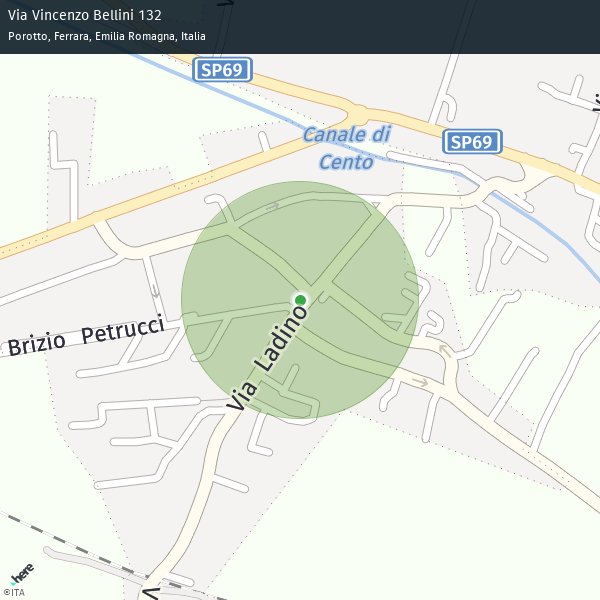 Via Vincenzo Bellini 132
Porotto, Ferrara, Emilia Romagna, Italia
SP69
SP69
Canale di
Cento
Brizio Petrucci
Via Ladino
here
©ITA